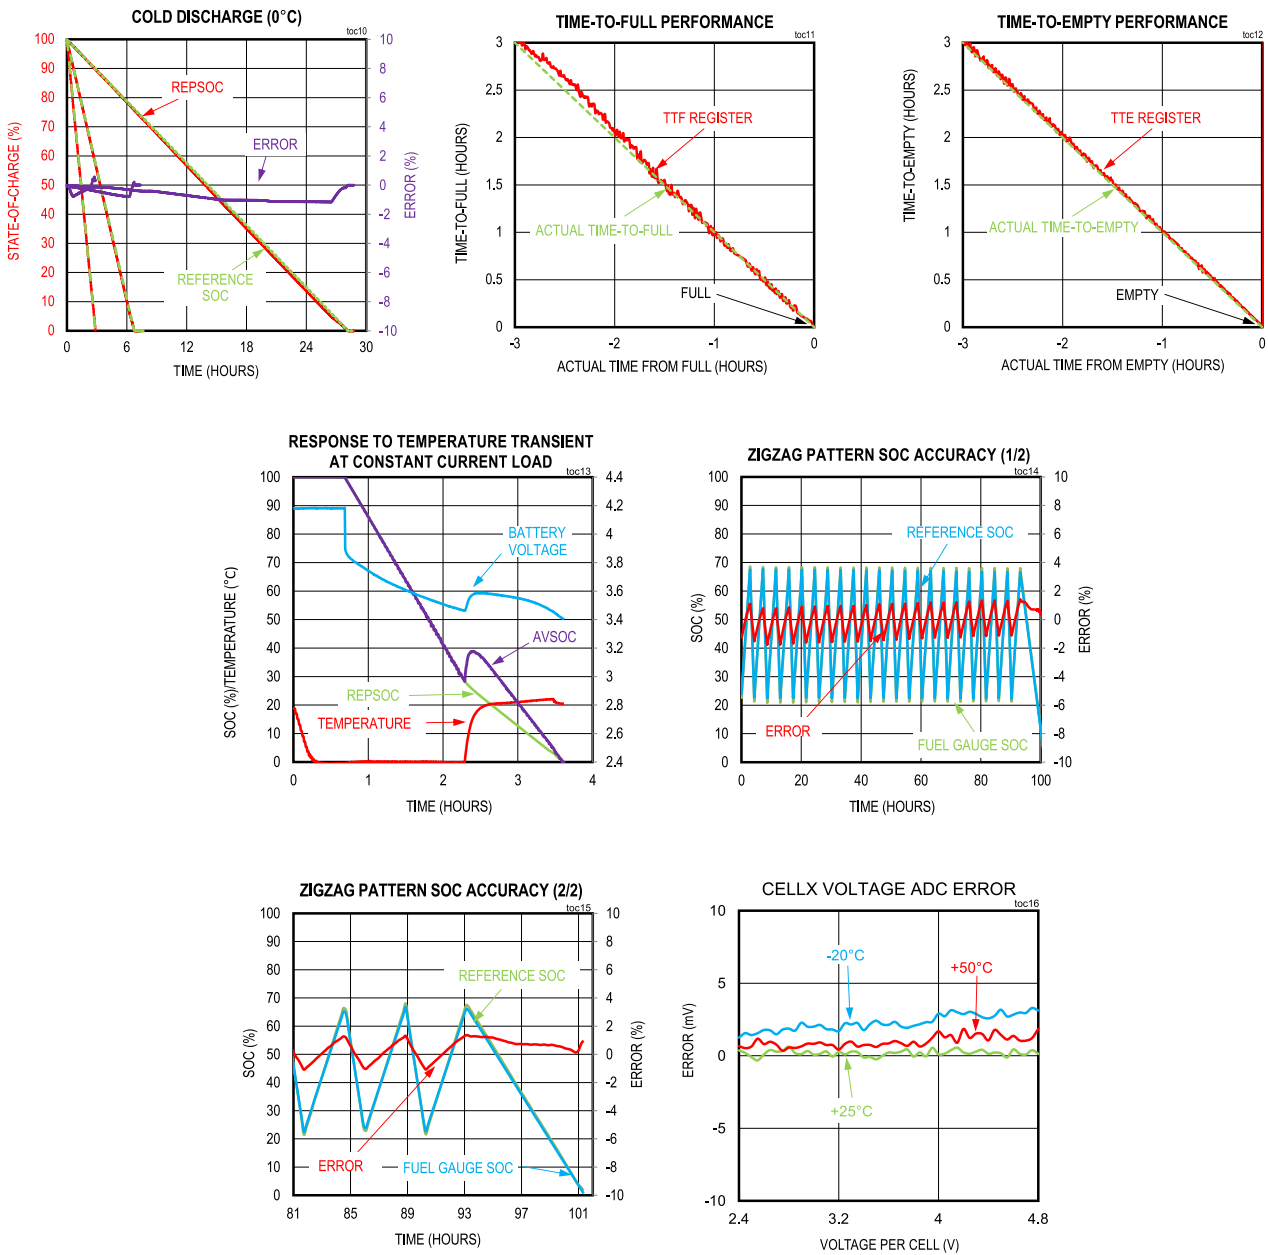 COLD DISCHARGE (0°C)
toc10
100
90
80
70
60
50
40
30
20
10
0
STATE-OF-CHARGE (%)
10
8
6
4
2
0
-2
-4
-6
-8
-10
ERROR (%)
REPSOC
ERROR
REFERENCE
SOC
0 6 12 18 24 30
TIME (HOURS)
TIME-TO-FULL PERFORMANCE
toc11
3
2.5
2
1.5
1
0.5
0
TIME-TO-FULL (HOURS)
TTF REGISTER
ACTUAL TIME-TO-FULL
FULL
-3 -2 -1 0
ACTUAL TIME FROM FULL (HOURS)
TIME-TO-EMPTY PERFORMANCE
toc12
3
2.5
2
1.5
1
0.5
0
TIME-TO-EMPTY (HOURS)
TTE REGISTER
ACTUAL TIME-TO-EMPTY
EMPTY
-3 -2 -1 0
ACTUAL TIME FROM EMPTY (HOURS)
RESPONSE TO TEMPERATURE TRANSIENT
AT CONSTANT CURRENT LOAD
toc13
100
90
80
70
60
50
40
30
20
10
0
SOC (%)/TEMPERATURE (°C)
4.4
4.2
4
3.8
3.6
3.4
3.2
3
2.8
2.6
2.4
BATTERY
VOLTAGE
AVSOC
REPSOC
TEMPERATURE
0 1 2 3 4
TIME (HOURS)
ZIGZAG PATTERN SOC ACCURACY (1/2)
toc14
100
90
80
70
60
50
40
30
20
10
0
SOC (%)
10
8
6
4
2
0
-2
-4
-6
-8
-10
ERROR (%)
REFERENCE SOC
ERROR
FUEL GAUGE SOC
0 20 40 60 80 100
TIME (HOURS)
ZIGZAG PATTERN SOC ACCURACY (2/2)
toc15
100
90
80
70
60
50
40
30
20
10
0
SOC (%)
10
8
6
4
2
0
-2
-4
-6
-8
-10
ERROR (%)
REFERENCE SOC
ERROR
FUEL GAUGE SOC
81 85 89 93 97 101
TIME (HOURS)
CELLX VOLTAGE ADC ERROR
toc16
10
5
0
-5
-10
ERROR (mV)
-20°C
+50°C
+25°C
2.4 3.2 4 4.8
VOLTAGE PER CELL (V)